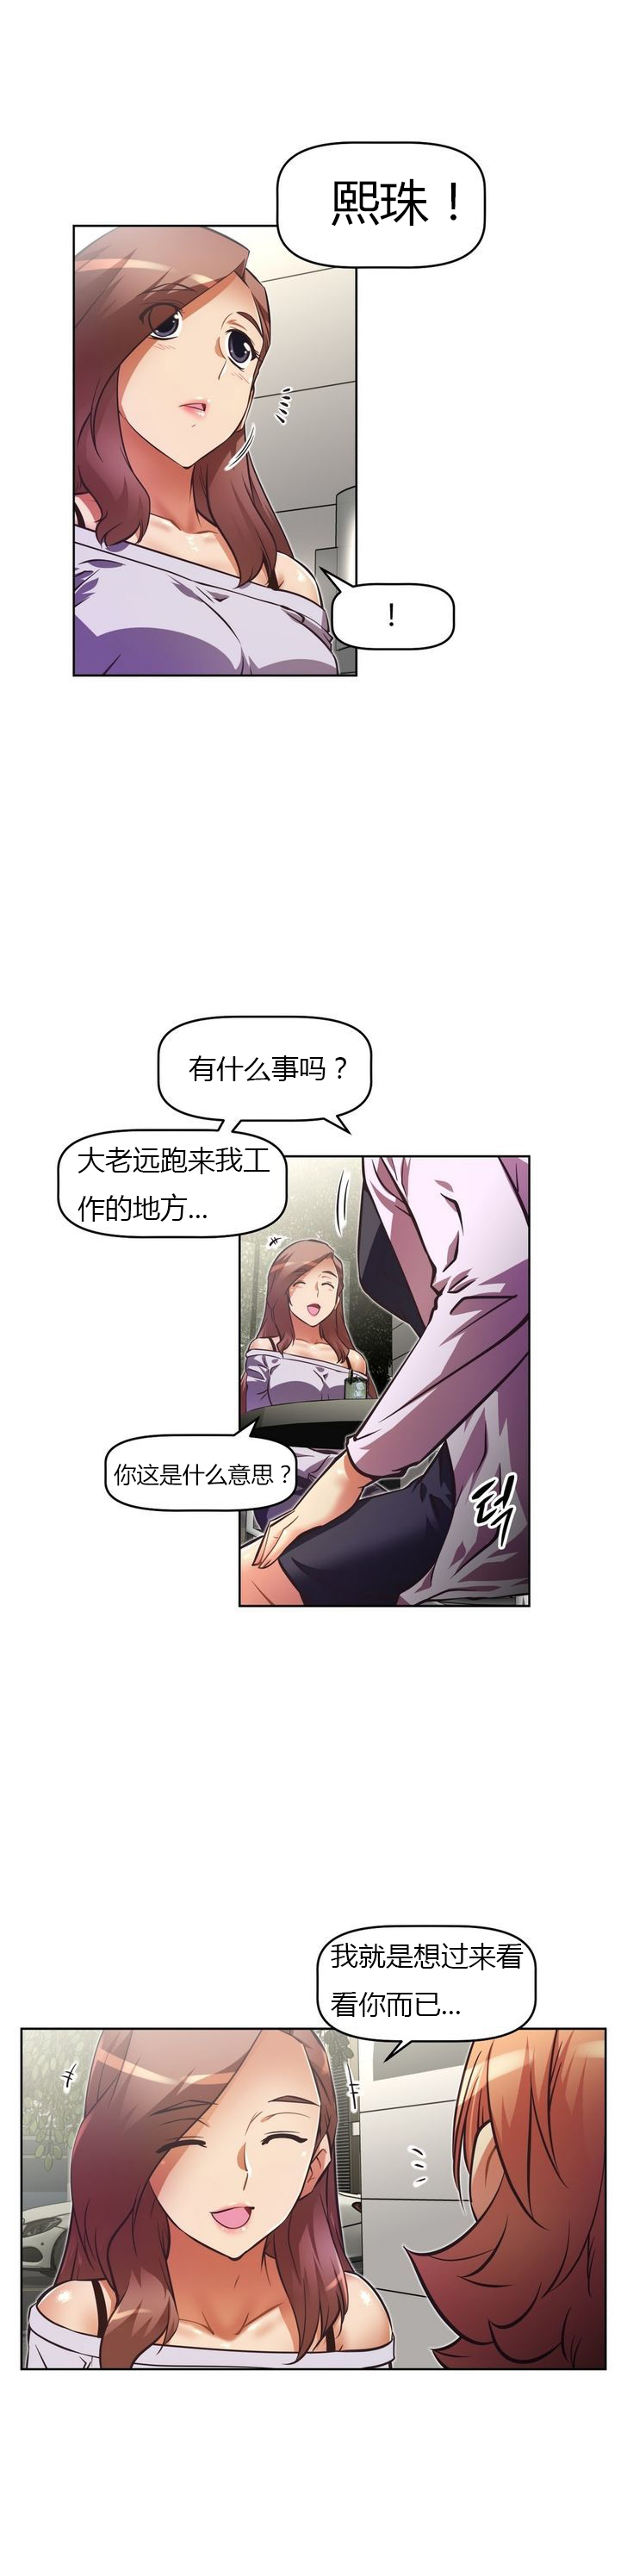 熙珠！
！
有什么事吗？
大老远跑来我工
作的地方...
你这是什么意思？
턱
我就是想过来看
看你而已...